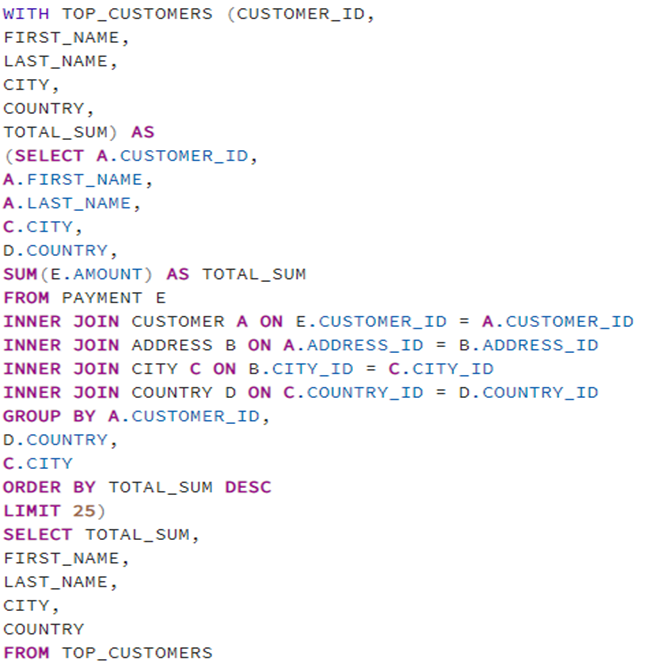 WITH TOP_CUSTOMERS (CUSTOMER_ID,
FIRST_NAME,
LAST_NAME,
CITY,
COUNTRY,
TOTAL_SUM) AS
(SELECT A.CUSTOMER_ID,
A.FIRST_NAME,
A.LAST_NAME,
C.CITY,
D.COUNTRY,
SUM(E.AMOUNT) AS TOTAL_SUM
FROM PAYMENT E
INNER JOIN CUSTOMER A ON E.CUSTOMER_ID = A.CUSTOMER_ID
INNER JOIN ADDRESS B ON A.ADDRESS_ID = B.ADDRESS_ID
INNER JOIN CITY C ON B.CITY_ID = C.CITY_ID
INNER JOIN COUNTRY D ON C.COUNTRY_ID = D.COUNTRY_ID
GROUP BY A.CUSTOMER_ID,
D.COUNTRY,
C.CITY
ORDER BY TOTAL_SUM DESC
LIMIT 25)
SELECT TOTAL_SUM,
FIRST_NAME,
LAST_NAME,
CITY,
COUNTRY
FROM TOP_CUSTOMERS